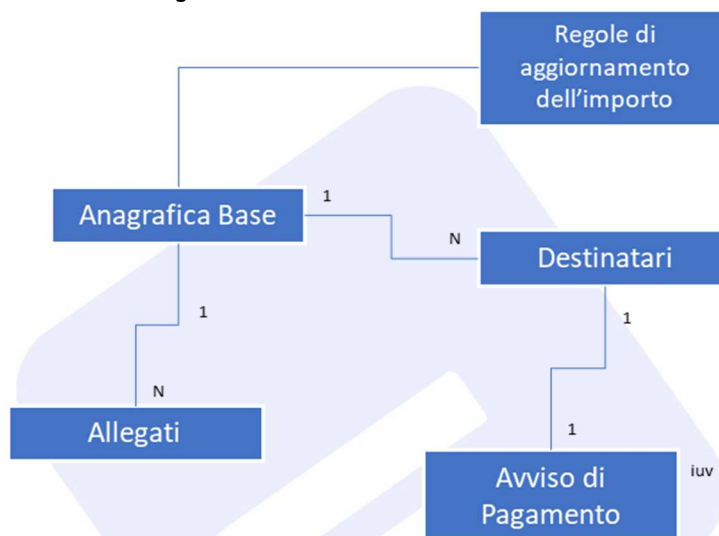 Regole di
aggiornamento
dell'importo
Anagrafica Base
1
N
Destinatari
1
1
N
Allegati
1
Avviso di
Pagamento
iuv